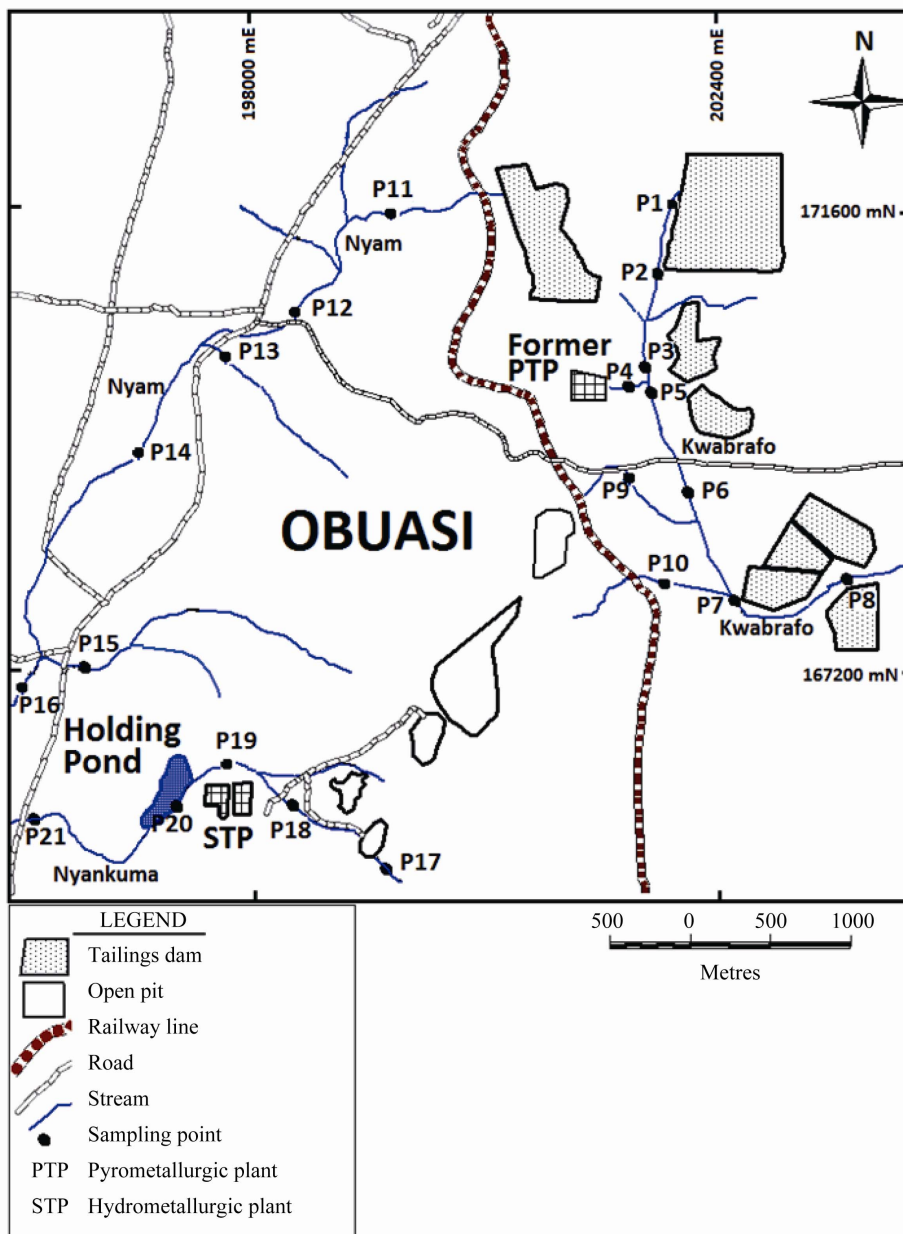 198000 mE
202400 mE
N
P11
P1
171600 mN
Nyam
P2
P12
Former
PTP
P3
P13
P4
P5
Nyam
Kwabrafo
P14
P9
P6
OBUASI
P10
P7
P8
Kwabrafo
P15
167200 mN
P16
Holding
Pond
P19
P20
STP
P18
P21
P17
Nyankuma
LEGEND
Tailings dam
Open pit
Railway line
Road
Stream
Sampling point
PTP Pyrometallurgic plant
STP Hydrometallurgic plant
500 0 500 1000
Metres